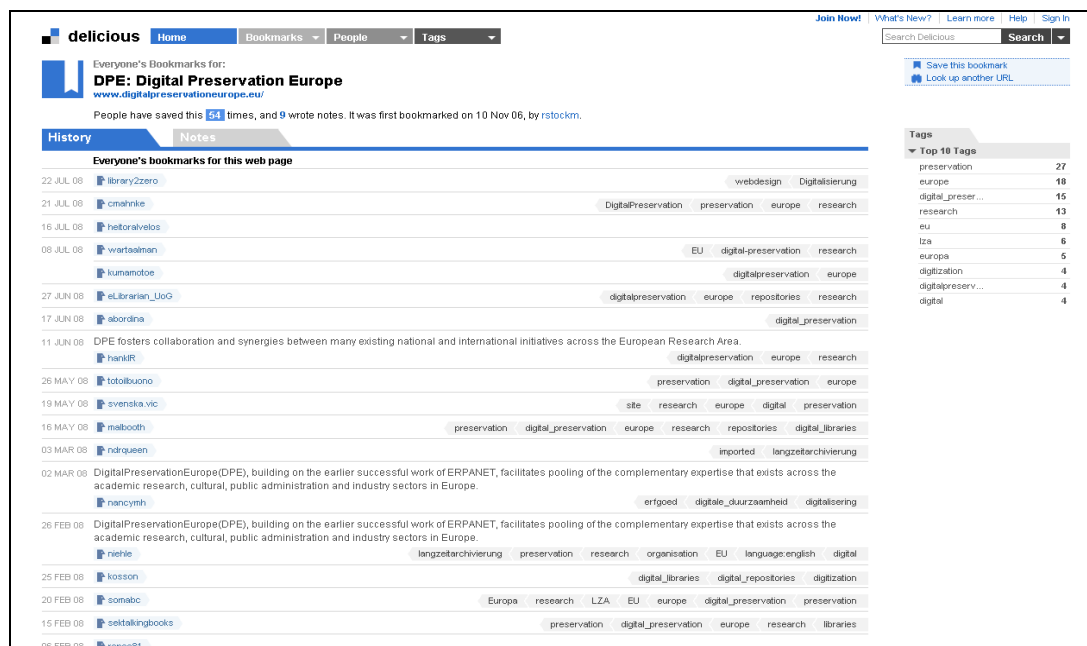 Join Now! What's New? Learn more Help Sign In
delicious Home Bookmarks People Tags Search Delicious Search
Everyone's Bookmarks for:
DPE: Digital Preservation Europe
www.digitalpreservationeurope.eu/
Save this bookmark
Look up another URL
People have saved this 54 times, and 9 wrote notes. It was first bookmarked on 10 Nov 06, by rstockm.
History Notes
Everyone's bookmarks for this web page
22 JUL 08 library2zero webdesign Digitalisierung
21 JUL 08 cmahnke DigitalPreservation preservation europe research
16 JUL 08 heitoralvelos
08 JUL 08 wartaalman EU digital-preservation research
kumamotoe digitalpreservation europe
27 JUN 08 eLibrarian_UoG digitalpreservation europe repositories research
17 JUN 08 abordina digital_preservation
11 JUN 08 DPE fosters collaboration and synergies between many existing national and international initiatives across the European Research Area.
hanklR digitalpreservation europe research
26 MAY 08 totoilbuono preservation digital_preservation europe
19 MAY 08 svenska.vic site research europe digital preservation
16 MAY 08 malbooth preservation digital_preservation europe research repositories digital_libraries
03 MAR 08 ndrqueen imported langzeitarchivierung
02 MAR 08 DigitalPreservationEurope(DPE), building on the earlier successful work of ERPANET, facilitates pooling of the complementary expertise that exists across the
academic research, cultural, public administration and industry sectors in Europe.
nancymh erfgoed digitale_duurzaamheid digitalisering
26 FEB 08 DigitalPreservationEurope(DPE), building on the earlier successful work of ERPANET, facilitates pooling of the complementary expertise that exists across the
academic research, cultural, public administration and industry sectors in Europe.
niehle langzeitarchivierung preservation research organisation EU language:english digital
25 FEB 08 kosson digital_libraries digital_repositories digitization
20 FEB 08 somabc Europa research LZA EU europe digital_preservation preservation
15 FEB 08 sektalkingbooks preservation digital_preservation europe research libraries
Tags
Top 10 Tags
preservation 27
europe 18
digital_preser... 15
research 13
eu 8
lza 6
europa 5
digitization 4
digitalpreserv... 4
digital 4